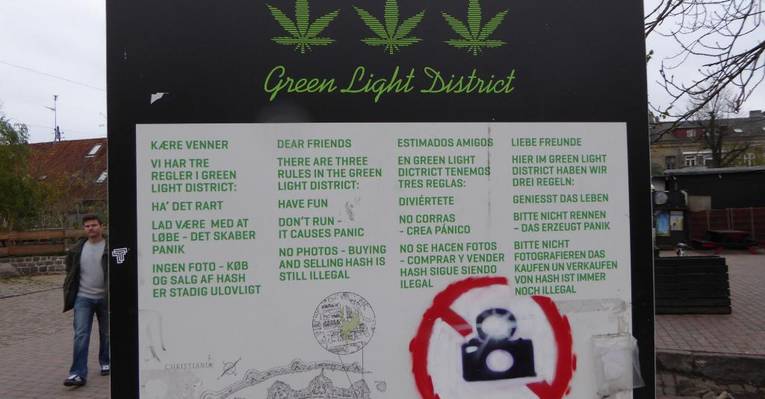 Green Light District
KÆRE VENNER
VI HAR TRE
REGLER I GREEN
LIGHT DISTRICT:
HA' DET RART
LAD VÆRE MED AT
LØBE - DET SKABER
PANIK
INGEN FOTO - KØB
OG SALG AF HASH
ER STADIG ULOVLIGT
DEAR FRIENDS
THERE ARE THREE
RULES IN THE GREEN
LIGHT DISTRICT:
HAVE FUN
DON'T RUN -
IT CAUSES PANIC
NO PHOTOS - BUYING
AND SELLING HASH IS
STILL ILLEGAL
ESTIMADOS AMIGOS
EN GREEN LIGHT
DICTRICT TENEMOS
TRES REGLAS:
DIVIÉRTETE
NO CORRAS
- CREA PÁNICO
NO SE HACEN FOTOS
- COMPRAR Y VENDER
HASH SIGUE SIENDO
ILEGAL
LIEBE FREUNDE
HIER IM GREEN LIGHT
DISTRICT HABEN WIR
DREI REGELN:
GENIESST DAS LEBEN
BITTE NICHT RENNEN
- DAS ERZEUGT PANIK
BITTE NICHT
FOTOGRAFIEREN DAS
KAUFEN UN VERKAUFEN
VON HASH IST IMMER
NOCH ILLEGAL
CHRISTIANIA